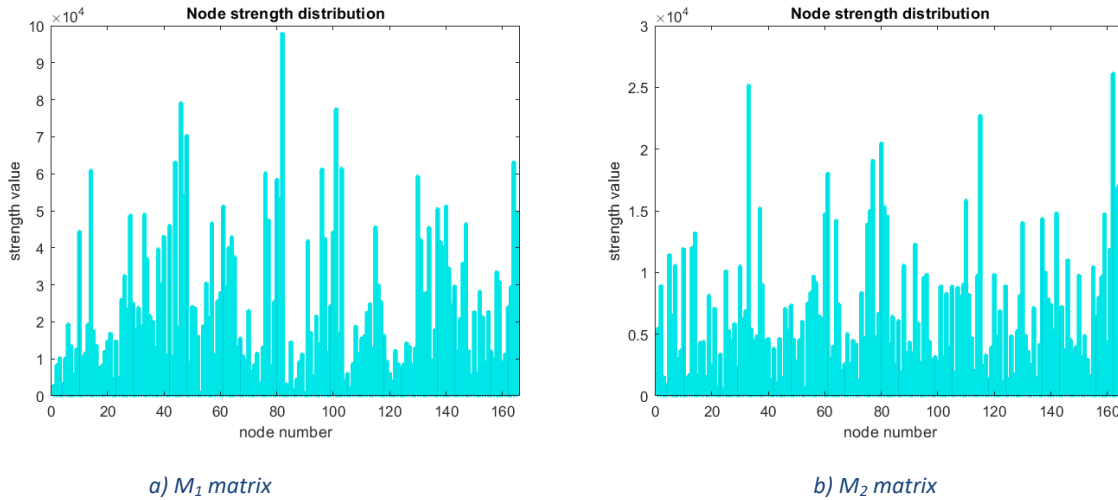 Node strength distribution
×10⁴
10
9
8
7
6
5
4
3
2
1
0
strength value
0 20 40 60 80 100 120 140 160
node number
a) M₁ matrix
Node strength distribution
×10⁴
3
2.5
2
1.5
1
0.5
0
strength value
0 20 40 60 80 100 120 140 160
node number
b) M₂ matrix